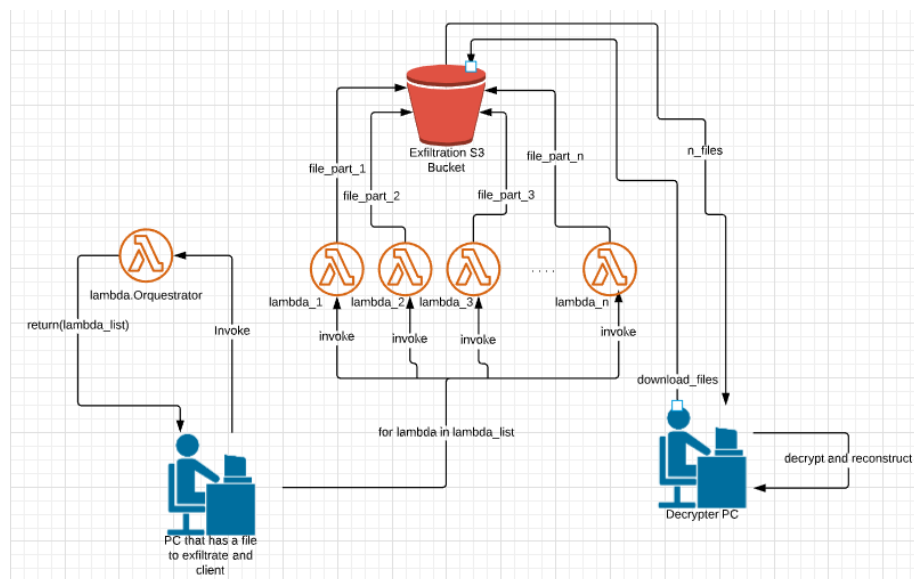 Exfiltration S3
Bucket
n_files
file_part_1
file_part_2
file_part_3
file_part_n
lambda.Orquestrator
lambda_1
lambda_2
lambda_3
. . . .
lambda_n
return(lambda_list)
Invoke
invoke
invoke
invoke
invoke
download_files
for lambda in lambda_list
decrypt and reconstruct
Decrypter PC
PC that has a file
to exfiltrate and
client